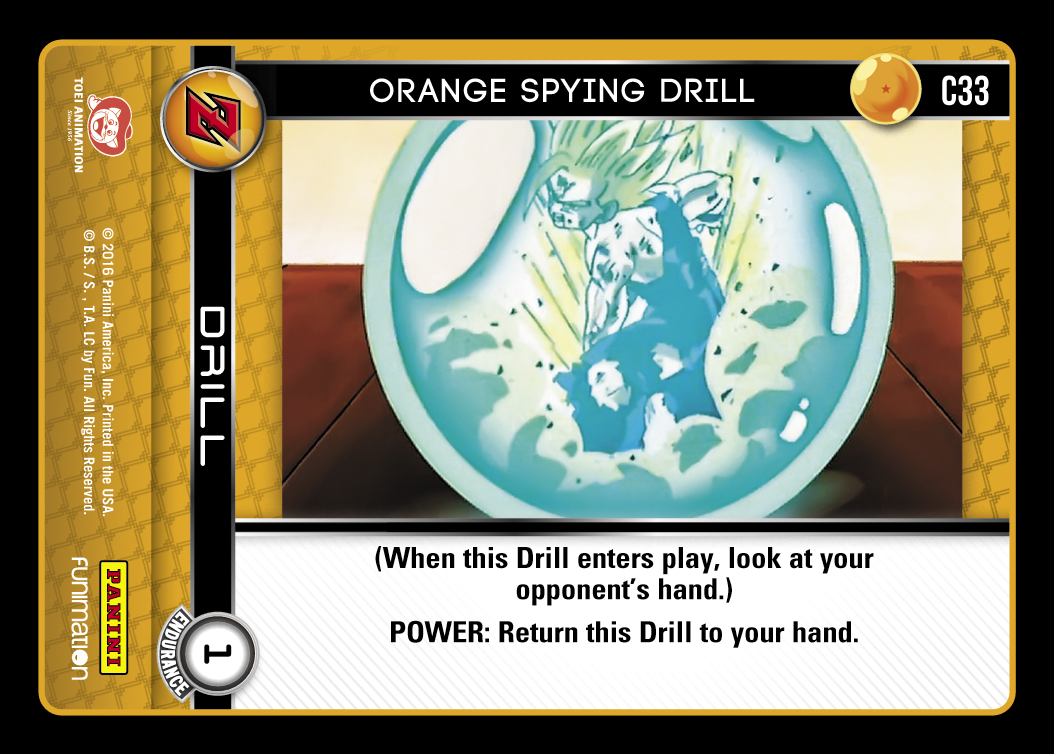 ORANGE SPYING DRILL
C33
DRILL
(When this Drill enters play, look at your
opponent’s hand.)
POWER: Return this Drill to your hand.
ENDURANCE
1
TOEI ANIMATION
Since 1956
© 2016 Panini America, Inc. Printed in the USA.
© B.S. / S. , T.A. LC by Fun. All Rights Reserved.
PANINI
FUNIMATION